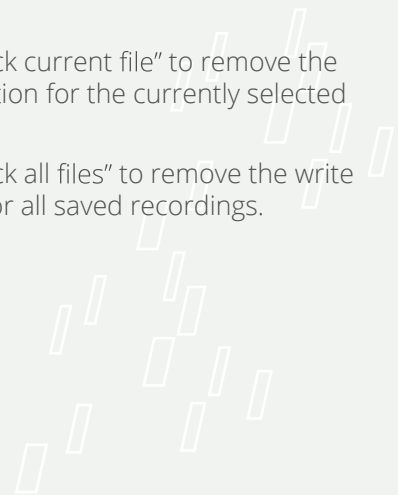 ck current file” to remove the
tion for the currently selected
ck all files” to remove the write
or all saved recordings.